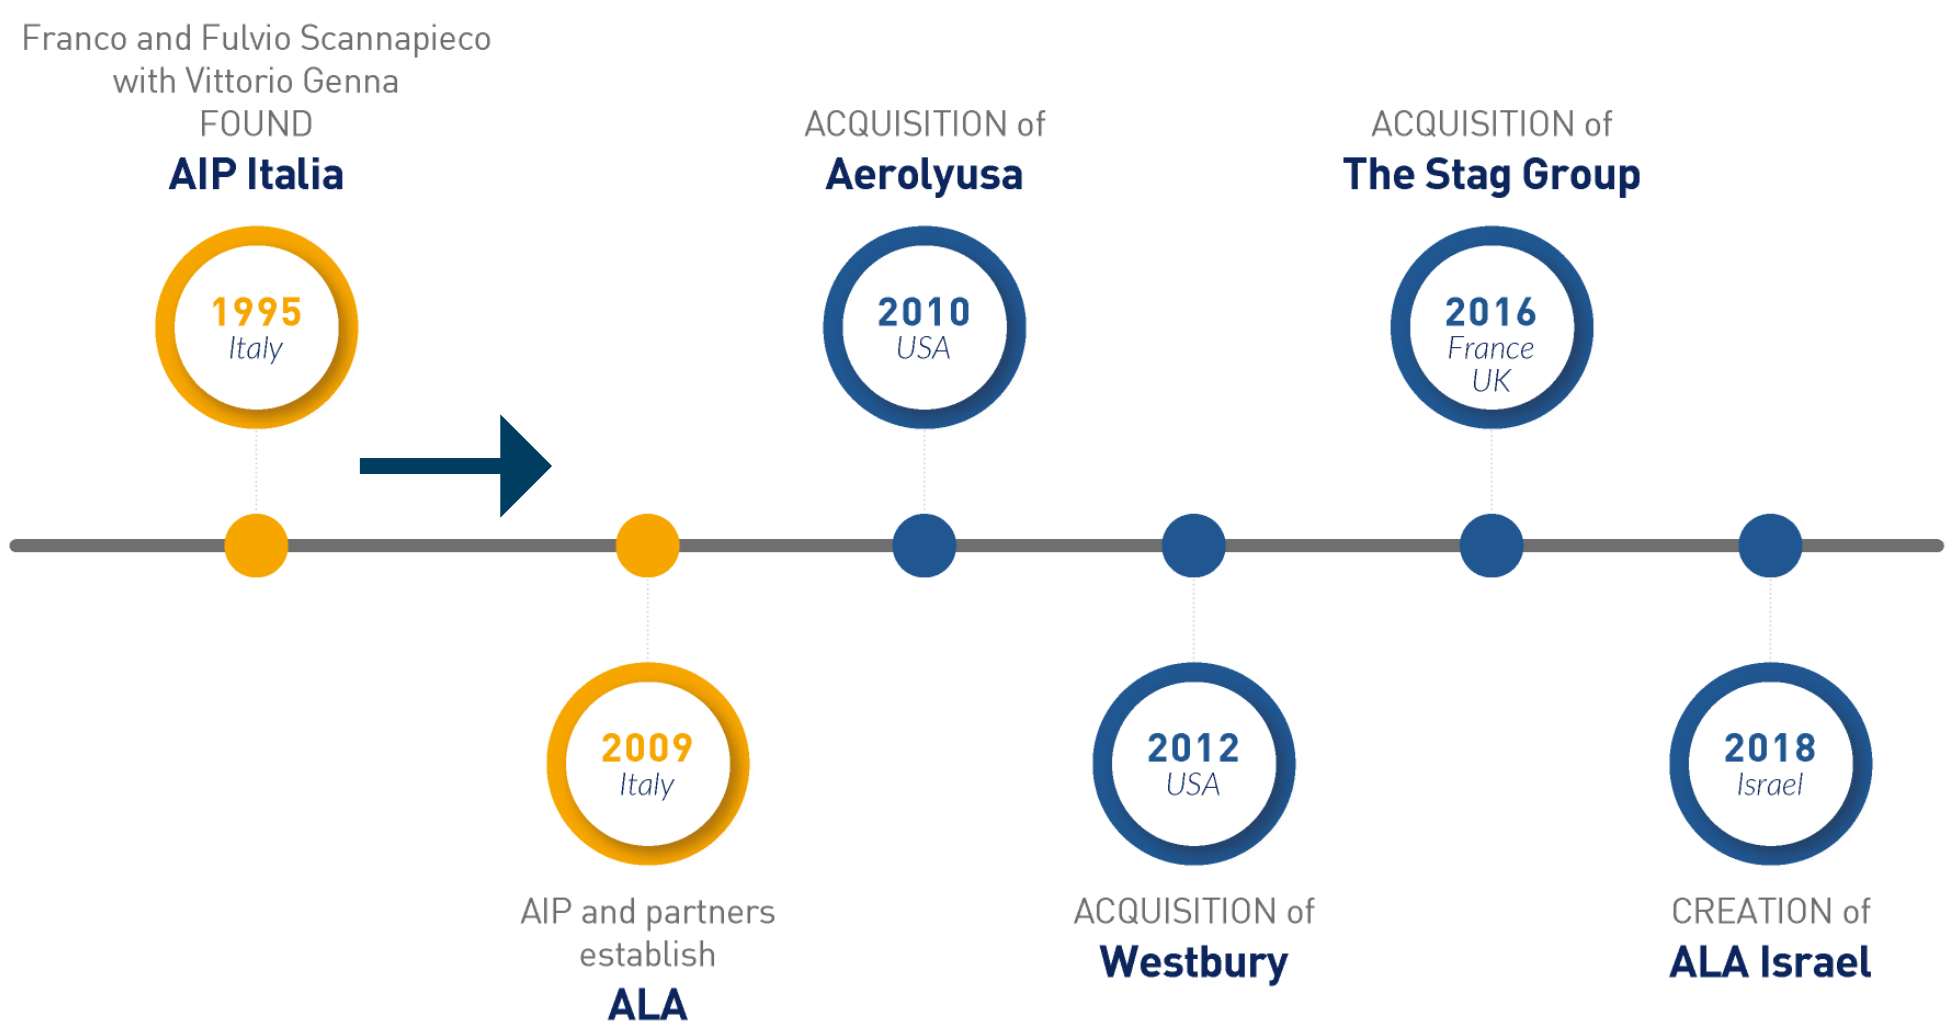 Franco and Fulvio Scannapieco
with Vittorio Genna
FOUND
AIP Italia
1995
Italy
AIP and partners
establish
ALA
2009
Italy
ACQUISITION of
Aerolyusa
2010
USA
ACQUISITION of
Westbury
2012
USA
ACQUISITION of
The Stag Group
2016
France
UK
CREATION of
ALA Israel
2018
Israel